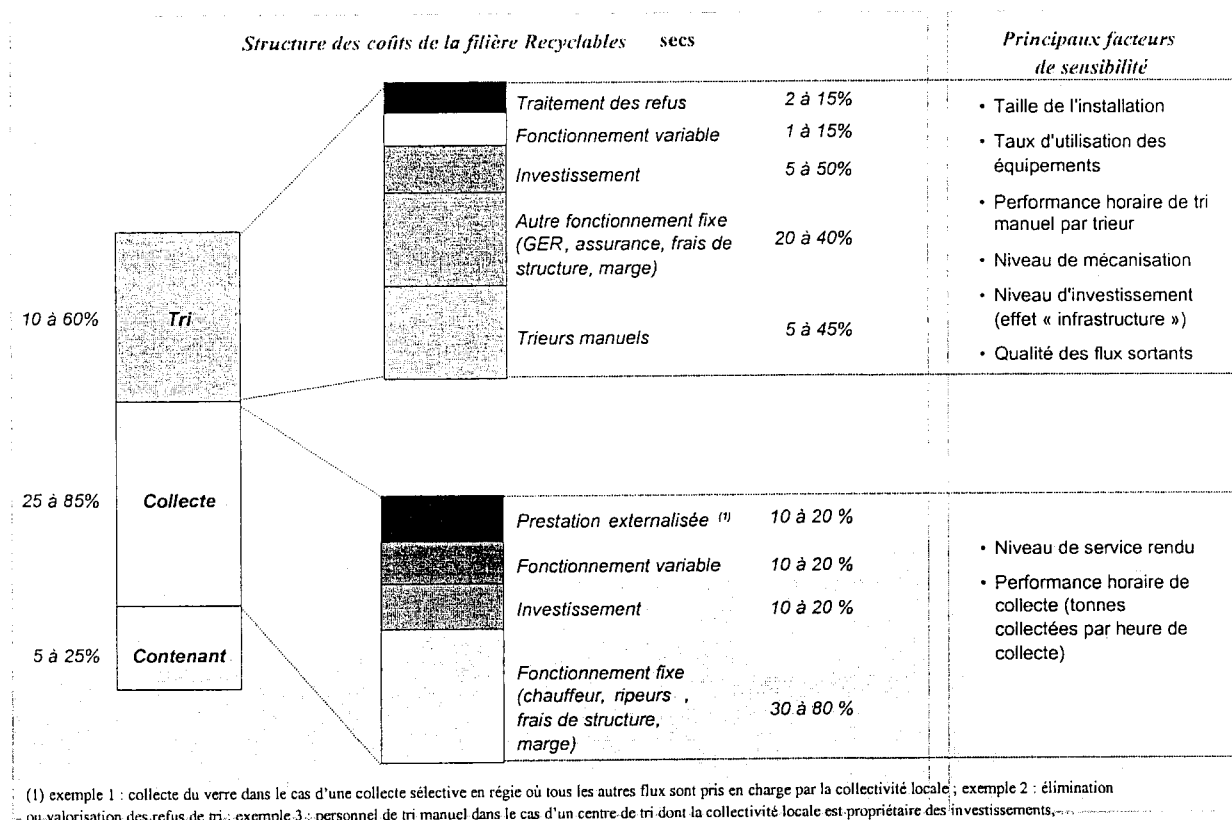 Structure des coûts de la filière Recyclables secs
Principaux facteurs
de sensibilité
Traitement des refus 2 à 15%
Fonctionnement variable 1 à 15%
Investissement 5 à 50%
Autre fonctionnement fixe
(GER, assurance, frais de
structure, marge)
20 à 40%
Trieurs manuels 5 à 45%
• Taille de l'installation
• Taux d'utilisation des
équipements
• Performance horaire de tri
manuel par trieur
• Niveau de mécanisation
• Niveau d'investissement
(effet « infrastructure »)
• Qualité des flux sortants
10 à 60% Tri
25 à 85% Collecte
5 à 25% Contenant
Prestation externalisée (1) 10 à 20 %
Fonctionnement variable 10 à 20 %
Investissement 10 à 20 %
Fonctionnement fixe
(chauffeur, ripeurs ,
frais de structure,
marge)
30 à 80 %
• Niveau de service rendu
• Performance horaire de
collecte (tonnes
collectées par heure de
collecte)
(1) exemple 1 : collecte du verre dans le cas d'une collecte sélective en régie où tous les autres flux sont pris en charge par la collectivité locale ; exemple 2 : élimination
ou valorisation des refus de tri ; exemple 3 : personnel de tri manuel dans le cas d'un centre de tri dont la collectivité locale est propriétaire des investissements,